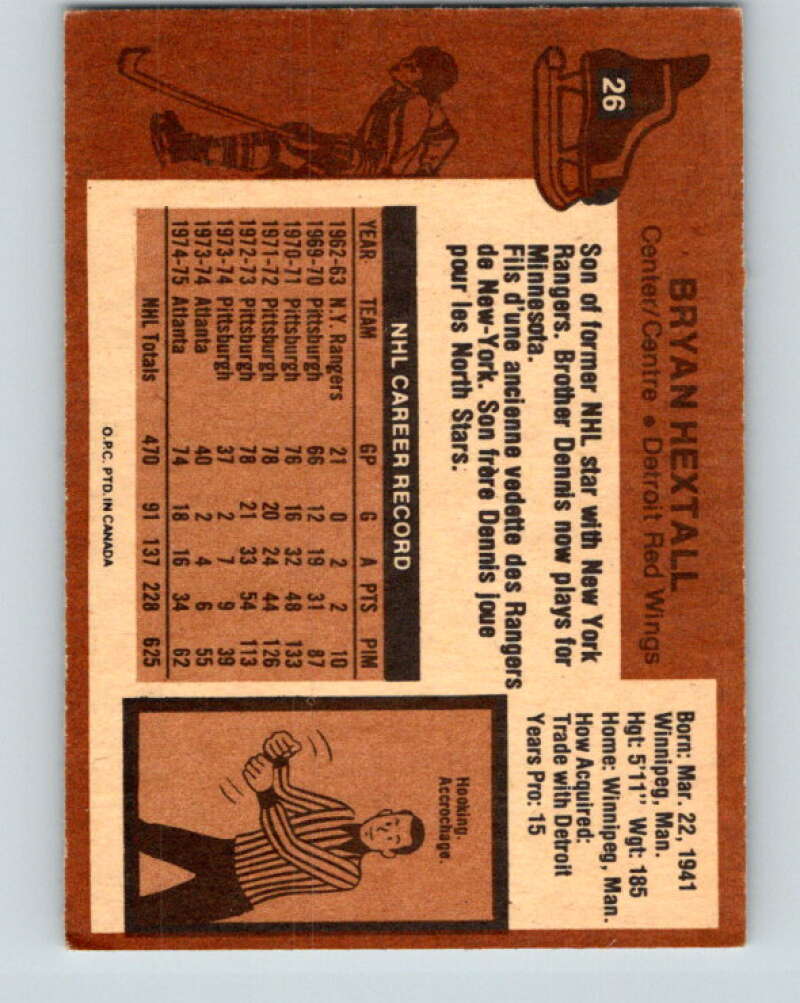 26
BRYAN HEXTALL
Center/Centre • Detroit Red Wings
Born: Mar. 22, 1941
Winnipeg, Man.
Hgt: 5'11" Wgt: 185
Home: Winnipeg, Man.
How Acquired:
Trade with Detroit
Years Pro: 15
Son of former NHL star with New York
Rangers. Brother Dennis now plays for
Minnesota.
Fils d'une ancienne vedette des Rangers
de New-York. Son frère Dennis joue
pour les North Stars.
NHL CAREER RECORD
YEAR TEAM GP G A PTS PIM
1962-63 N.Y. Rangers 21 0 2 2 10
1969-70 Pittsburgh 66 12 19 31 87
1970-71 Pittsburgh 76 16 32 48 133
1971-72 Pittsburgh 78 20 24 44 126
1972-73 Pittsburgh 78 21 33 54 113
1973-74 Pittsburgh 37 2 7 9 39
1973-74 Atlanta 40 2 4 6 55
1974-75 Atlanta 74 18 16 34 62
NHL Totals 470 91 137 228 625
Hooking.
Accrochage.
O.P.C. PTD. IN CANADA